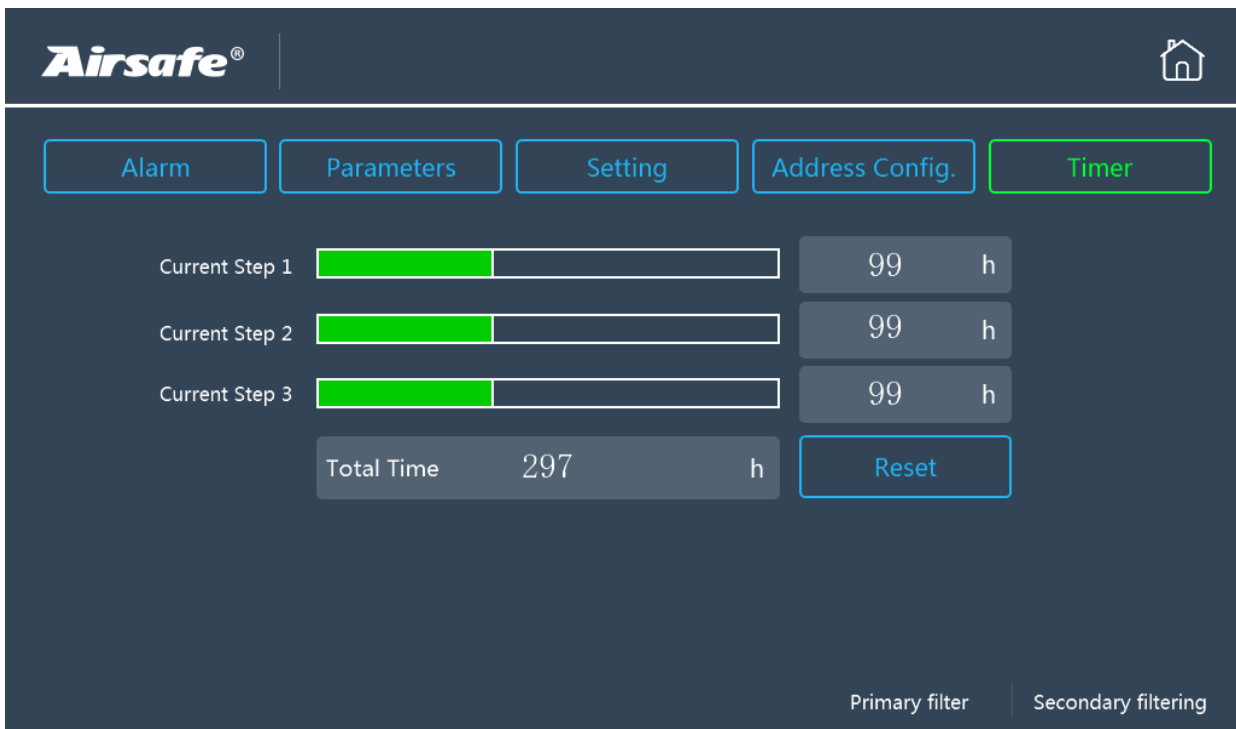 Airsafe®
Alarm Parameters Setting Address Config. Timer
Current Step 1 99 h
Current Step 2 99 h
Current Step 3 99 h
Total Time 297 h Reset
Primary filter Secondary filtering